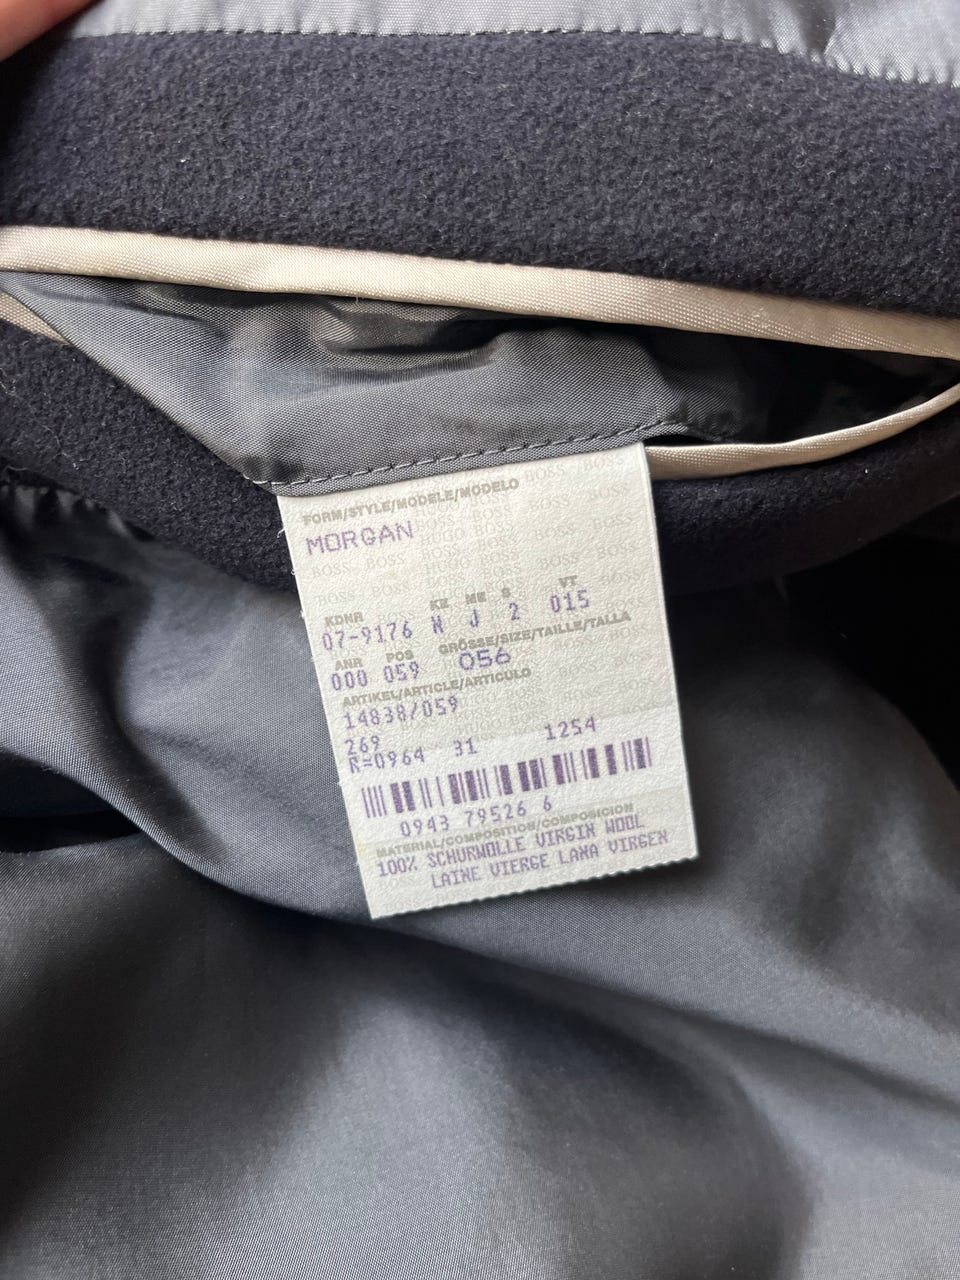 FORM/STYLE/MODELE/MODELO
MORGAN
KDNR KE ME S VT
07-9176 N J 2 015
ANR POS GRÖSSE/SIZE/TAILLE/TALLA
000 059 056
ARTIKEL/ARTICLE/ARTICULO
14838/059
269
R=0964 31 1254
0943 79526 6
MATERIAL/COMPOSITION/COMPOSICION
100% SCHURWOLLE VIRGIN WOOL
LAINE VIERGE LANA VIRGEN